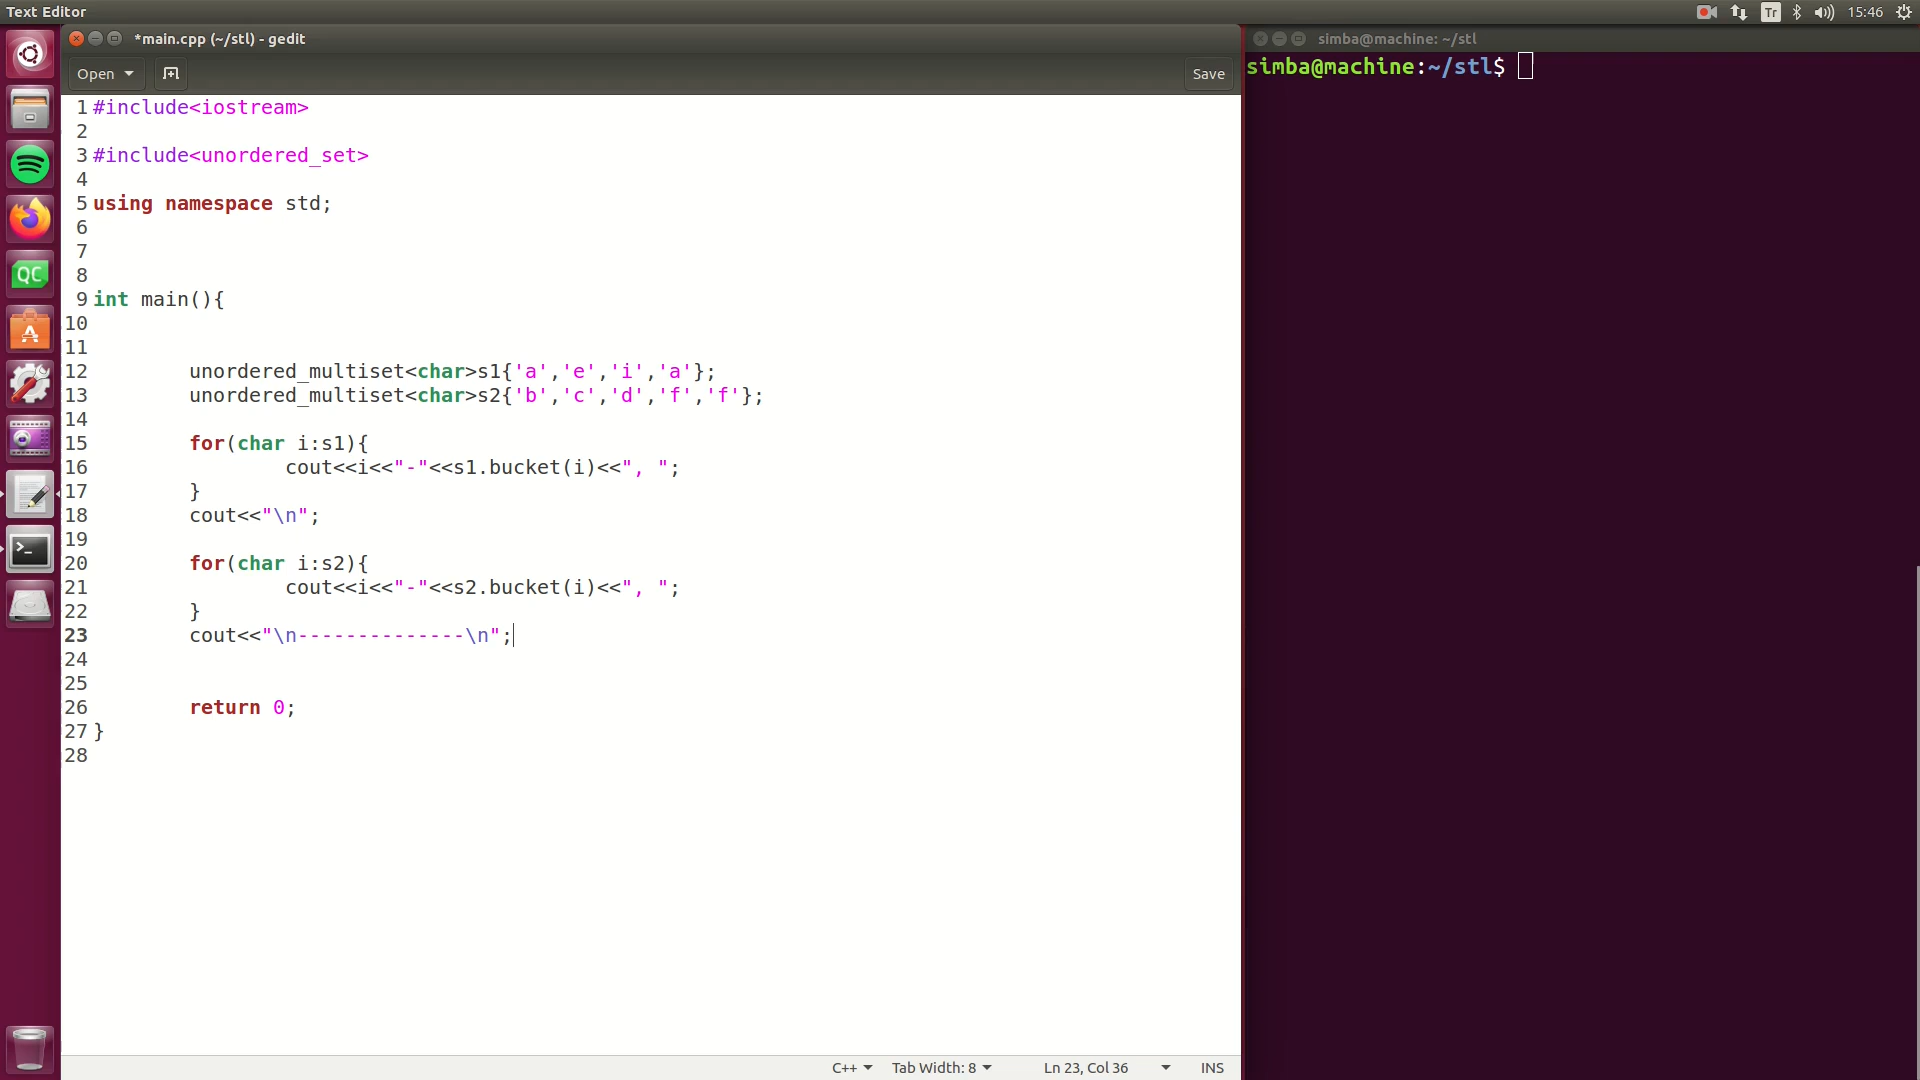 Text Editor
Tr
15:46
*main.cpp (~/stl) - gedit
simba@machine: ~/stl
Open
Save
simba@machine:~/stl$
1 #include<iostream>
2
3 #include<unordered_set>
4
5 using namespace std;
6
7
8
9 int main(){
10
11
12 unordered_multiset<char>s1{'a','e','i','a'};
13 unordered_multiset<char>s2{'b','c','d','f','f'};
14
15 for(char i:s1){
16 cout<<i<<"-"<<s1.bucket(i)<<", ";
17 }
18 cout<<"\n";
19
20 for(char i:s2){
21 cout<<i<<"-"<<s2.bucket(i)<<", ";
22 }
23 cout<<"\n--------------\n";
24
25
26 return 0;
27 }
28
QC
A
>_
C++
Tab Width: 8
Ln 23, Col 36
INS